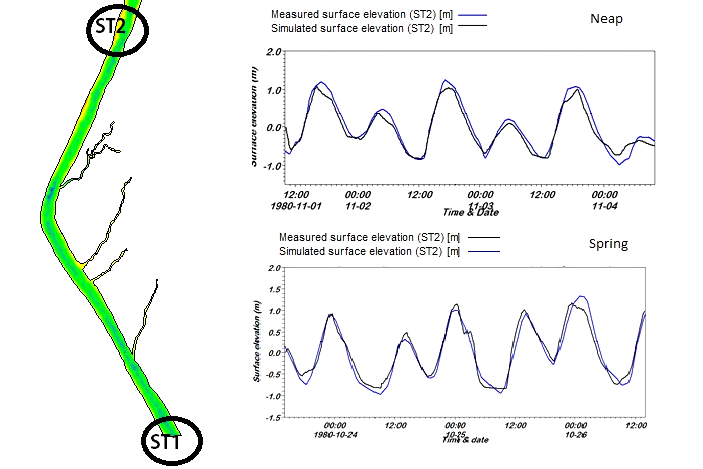 ST2
ST1
Measured surface elevation (ST2) [m]
Simulated surface elevation (ST2) [m]
Neap
Surface elevation (m)
2.0
1.0
0.0
-1.0
12:00 00:00 12:00 00:00 12:00 00:00
1980-11-01 11-02 11-03 11-04
Time & Date
Measured surface elevation (ST2) [m]
Simulated surface elevation (ST2) [m]
Spring
Surface elevation (m)
2.0
1.5
1.0
0.5
0.0
-0.5
-1.0
-1.5
00:00 12:00 00:00 12:00 00:00 12:00
1980-10-24 10-25 10-26
Time & date